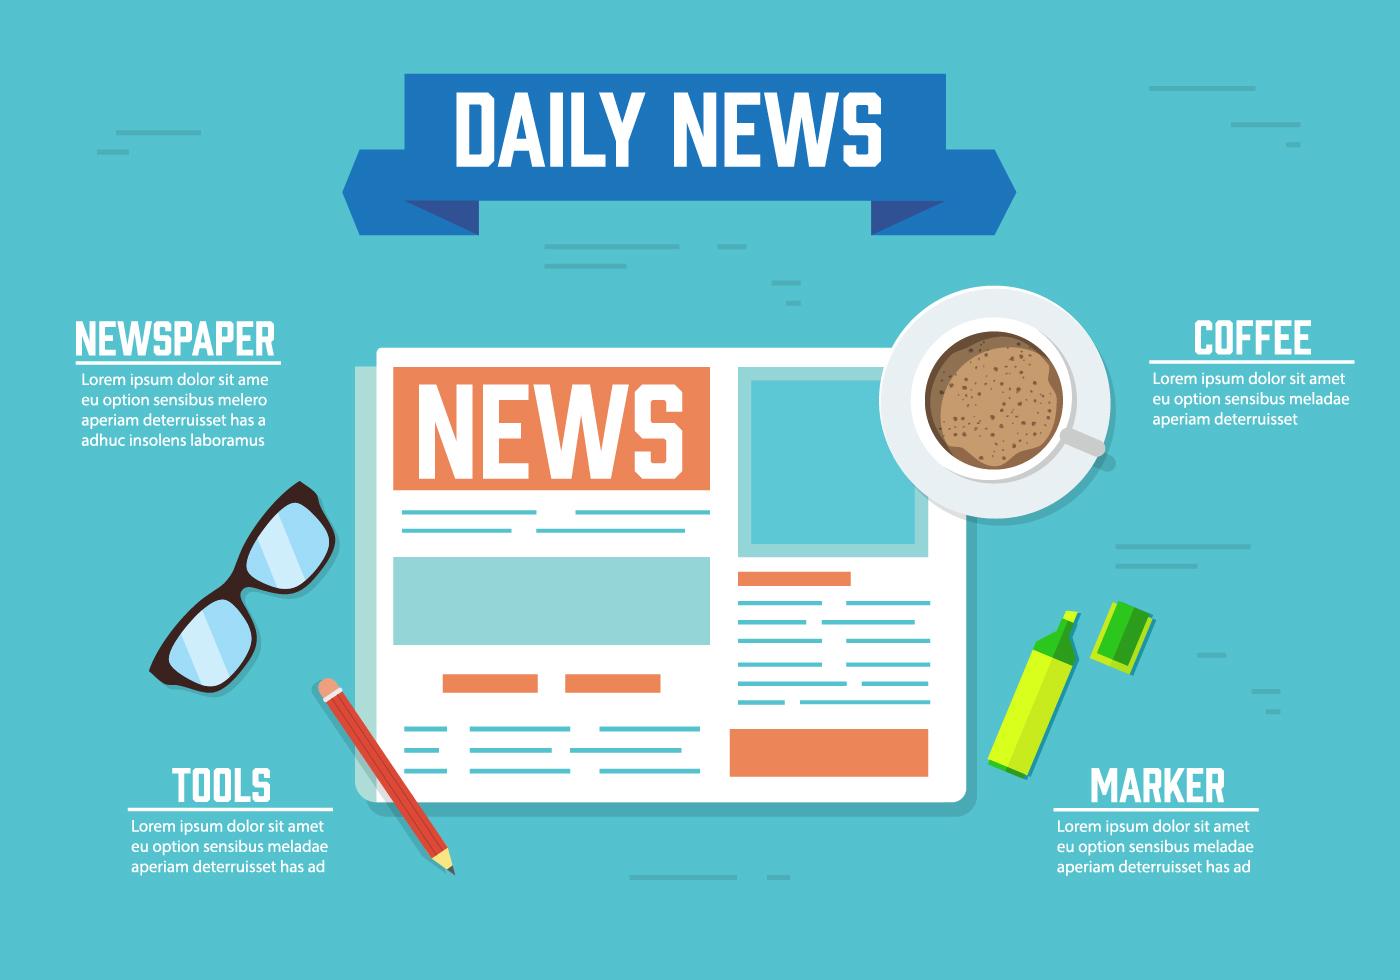 DAILY NEWS
NEWSPAPER
Lorem ipsum dolor sit ame
eu option sensibus melero
aperiam deterruisset has a
adhuc insolens laboramus
COFFEE
Lorem ipsum dolor sit amet
eu option sensibus meladae
aperiam deterruisset
NEWS
TOOLS
Lorem ipsum dolor sit amet
eu option sensibus meladae
aperiam deterruisset has ad
MARKER
Lorem ipsum dolor sit amet
eu option sensibus meladae
aperiam deterruisset has ad